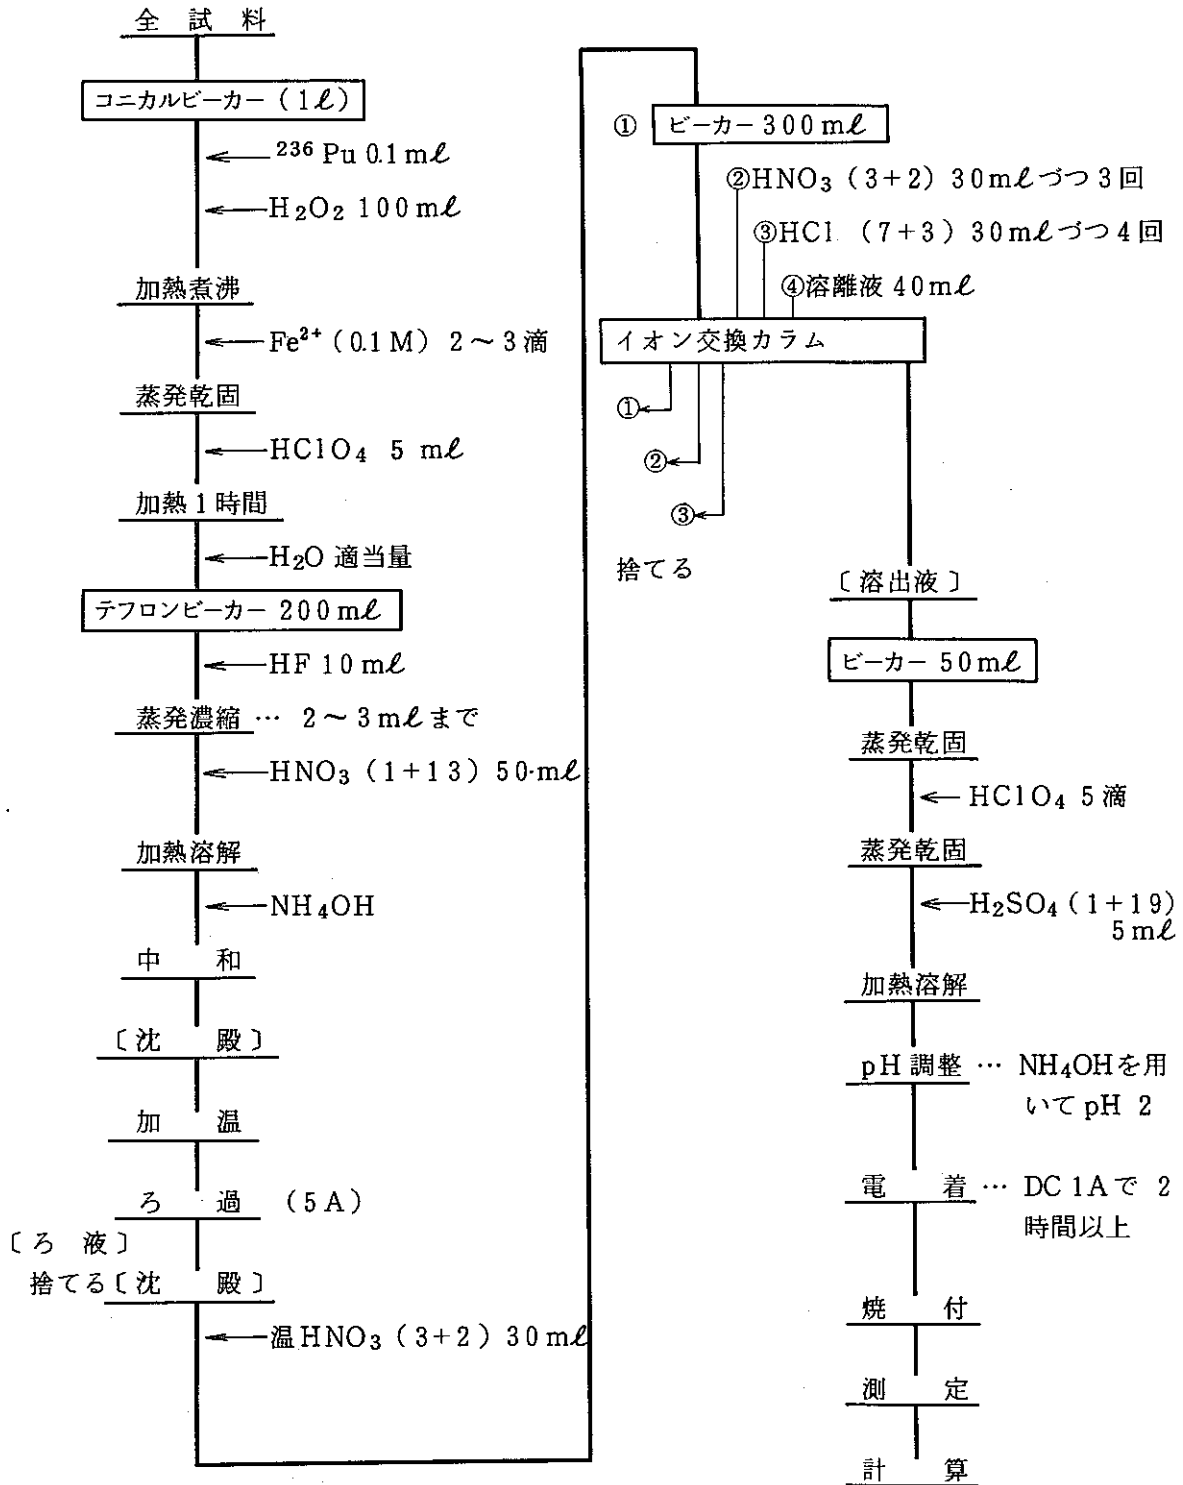 全試料
コニカルビーカー (1ℓ)
²³⁶Pu 0.1mℓ
H₂O₂ 100mℓ
加熱煮沸
Fe²⁺ (0.1M) 2～3滴
蒸発乾固
HClO₄ 5 mℓ
加熱1時間
H₂O 適当量
テフロンビーカー 200mℓ
HF 10mℓ
蒸発濃縮 … 2～3mℓまで
HNO₃ (1+13) 50·mℓ
加熱溶解
NH₄OH
中和
〔沈殿〕
加温
ろ過 (5A)
〔ろ液〕
捨てる〔沈殿〕
温HNO₃ (3+2) 30mℓ
① ビーカー 300mℓ
②HNO₃ (3+2) 30mℓづつ3回
③HCl (7+3) 30mℓづつ4回
④溶離液 40mℓ
イオン交換カラム
①
②
③
捨てる
〔溶出液〕
ビーカー 50mℓ
蒸発乾固
HClO₄ 5滴
蒸発乾固
H₂SO₄ (1+19)
5mℓ
加熱溶解
pH調整 … NH₄OHを用
いてpH 2
電着 … DC 1Aで 2
時間以上
焼付
測定
計算